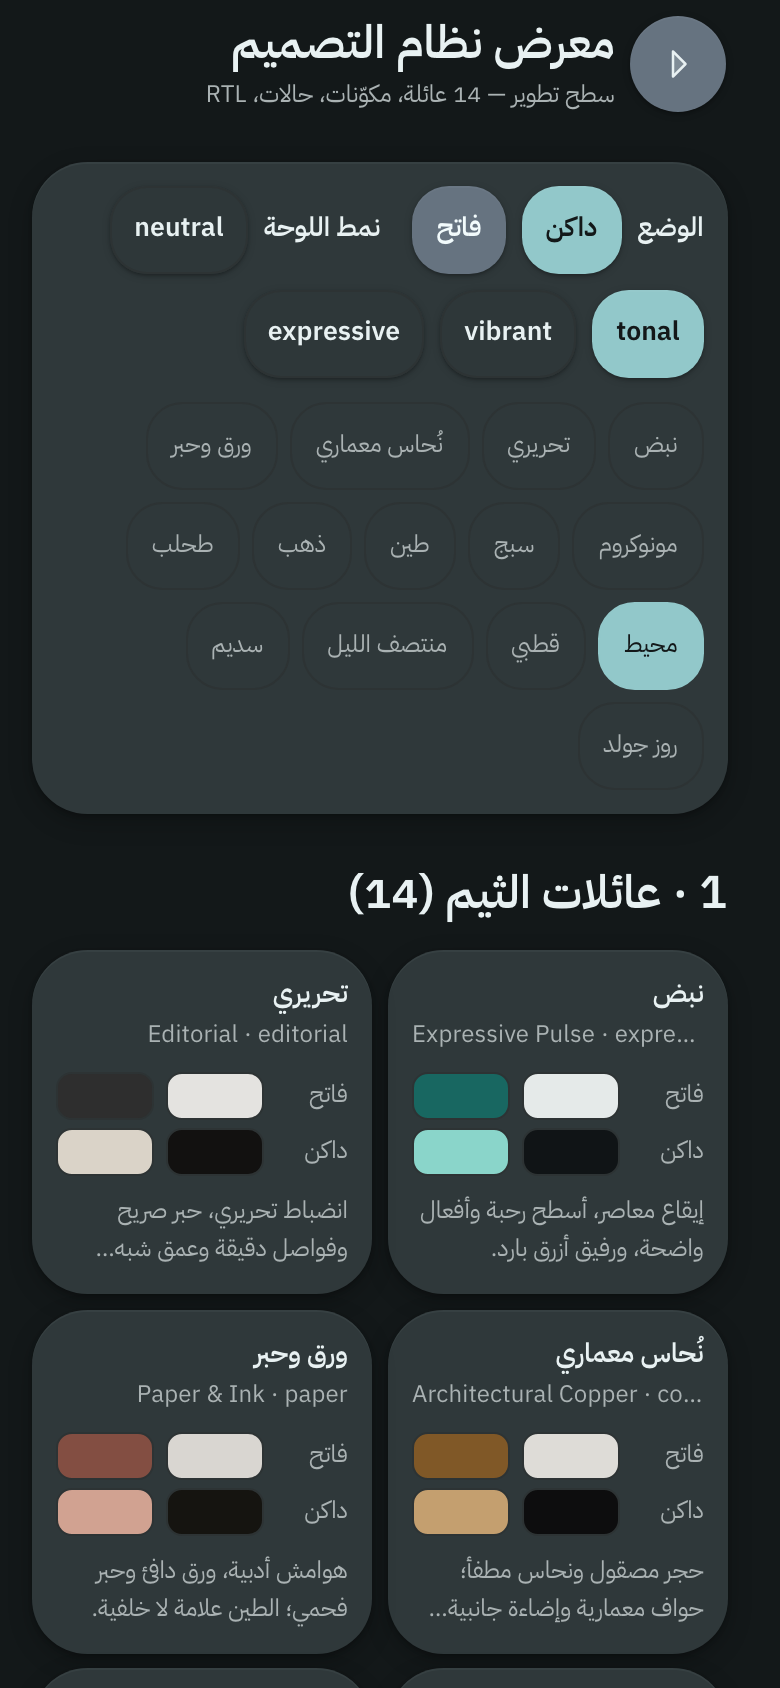 معرض نظام التصميم
سطح تطوير — 14 عائلة، مكوّنات، حالات، RTL
الوضع داكن فاتح نمط اللوحة neutral
tonal vibrant expressive
نبض تحريري نُحاس معماري ورق وحبر
مونوكروم سبج طين ذهب طحلب
محيط قطبي منتصف الليل سديم
روز جولد
1 · عائلات الثيم (14)
نبض
Expressive Pulse · expre...
فاتح
داكن
إيقاع معاصر، أسطح رحبة وأفعال
واضحة، ورفيق أزرق بارد.
تحريري
Editorial · editorial
فاتح
داكن
انضباط تحريري، حبر صريح
وفواصل دقيقة وعمق شبه...
نُحاس معماري
Architectural Copper · co...
فاتح
داكن
حجر مصقول ونحاس مطفأ؛
حواف معمارية وإضاءة جانبية...
ورق وحبر
Paper & Ink · paper
فاتح
داكن
هوامش أدبية، ورق دافئ وحبر
فحمي؛ الطين علامة لا خلفية.